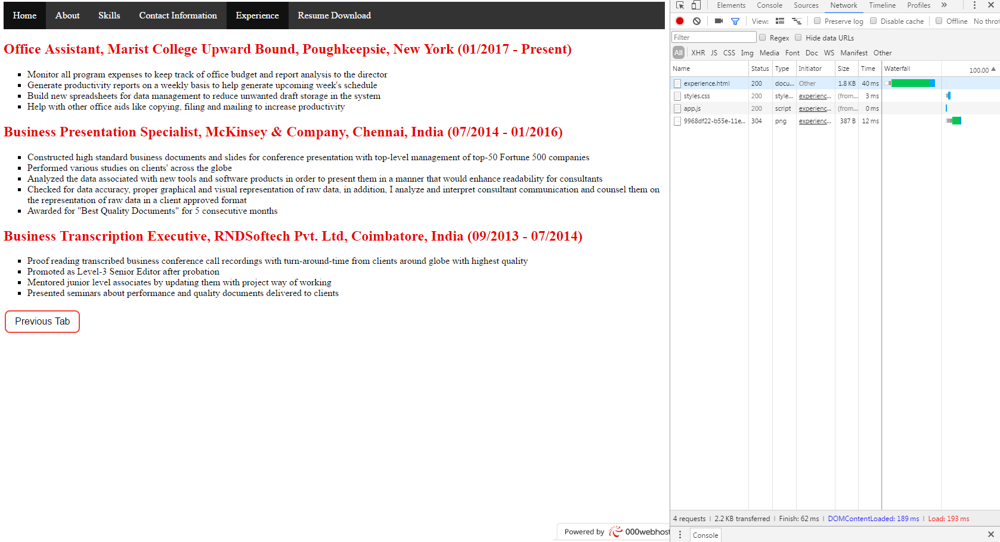 Home About Skills Contact Information Experience Resume Download
Office Assistant, Marist College Upward Bound, Poughkeepsie, New York (01/2017 - Present)
Monitor all program expenses to keep track of office budget and report analysis to the director
Generate productivity reports on a weekly basis to help generate upcoming week's schedule
Build new spreadsheets for data management to reduce unwanted draft storage in the system
Help with other office aids like copying, filing and mailing to increase productivity
Business Presentation Specialist, McKinsey & Company, Chennai, India (07/2014 - 01/2016)
Constructed high standard business documents and slides for conference presentation with top-level management of top-50 Fortune 500 companies
Performed various studies on clients' across the globe
Analyzed the data associated with new tools and software products in order to present them in a manner that would enhance readability for consultants
Checked for data accuracy, proper graphical and visual representation of raw data, in addition, I analyze and interpret consultant communication and counsel them on
the representation of raw data in a client approved format
Awarded for "Best Quality Documents" for 5 consecutive months
Business Transcription Executive, RNDSoftech Pvt. Ltd, Coimbatore, India (09/2013 - 07/2014)
Proof reading transcribed business conference call recordings with turn-around-time from clients around globe with highest quality
Promoted as Level-3 Senior Editor after probation
Mentored junior level associates by updating them with project way of working
Presented seminars about performance and quality documents delivered to clients
Previous Tab
Powered by 000webhost
Elements Console Sources Network Timeline Profiles »
View: Preserve log Disable cache Offline No thro
Filter Regex Hide data URLs
All XHR JS CSS Img Media Font Doc WS Manifest Other
Name Status Type Initiator Size Time Waterfall 100.00
experience.html 200 docu... Other 1.8 KB 40 ms
styles.css 200 style... experienc... (from... 3 ms
app.js 200 script experienc... (from... 0 ms
9968df22-b55e-11e... 304 png experienc... 387 B 12 ms
4 requests | 2.2 KB transferred | Finish: 62 ms | DOMContentLoaded: 189 ms | Load: 193 ms
Console